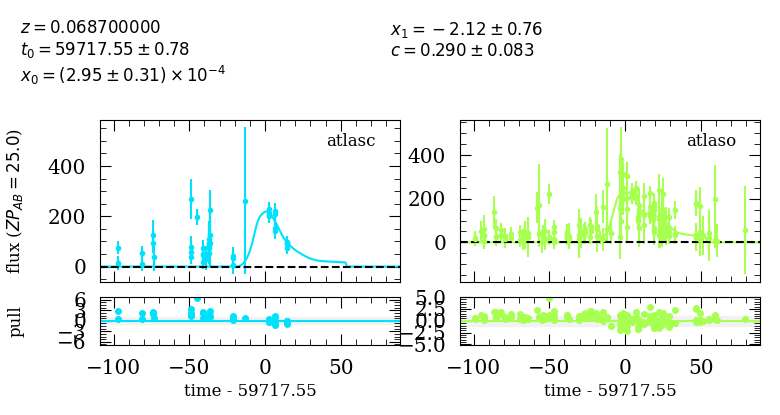 z = 0.068700000
t₀ = 59717.55 ± 0.78
x₀ = (2.95 ± 0.31) × 10⁻⁴
x₁ = −2.12 ± 0.76
c = 0.290 ± 0.083
flux (ZP_AB = 25.0)
atlasc
400
200
0
atlaso
400
200
0
pull
6
3
0
−3
−6
−100 −50 0 50
time - 59717.55
5.0
2.5
0.0
−2.5
−5.0
−100 −50 0 50
time - 59717.55